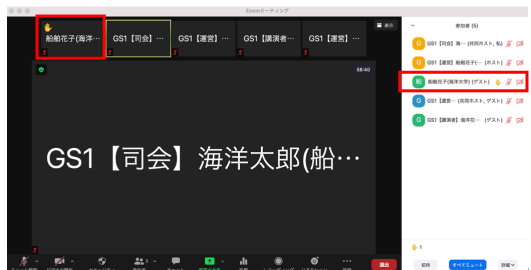 Zoomミーティング
船舶花子(海洋…
GS1【司会】…
GS1【運営】…
GS1【講演者…
GS1【運営】…
表示
58:40
GS1【司会】海洋太郎(船…
参加者 (5)
G GS1【司会】海… (共同ホスト, 私)
G GS1【運営】船舶花子(… (ホスト)
船 船舶花子(海洋大学) (ゲスト)
G GS1【運営… (共同ホスト, ゲスト)
G GS1【講演者】海洋花… (ゲスト)
1
招待
すべてミュート
詳細
退出